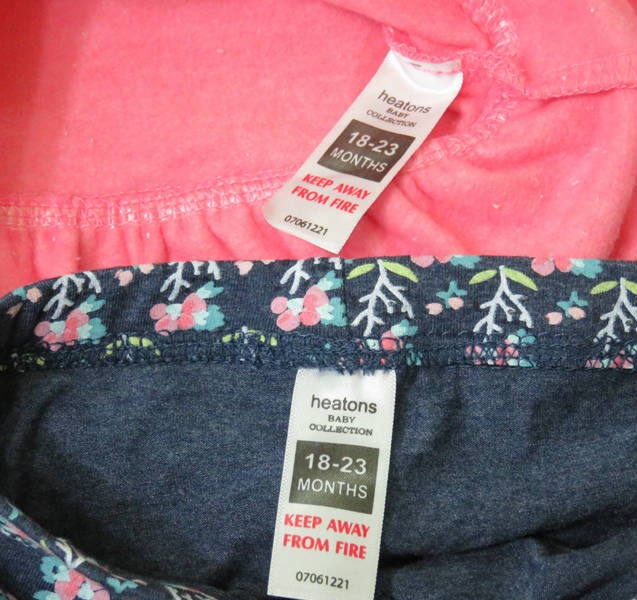 heatons
BABY
COLLECTION
18-23
MONTHS
KEEP AWAY
FROM FIRE
07061221
heatons
BABY
COLLECTION
18-23
MONTHS
KEEP AWAY
FROM FIRE
07061221